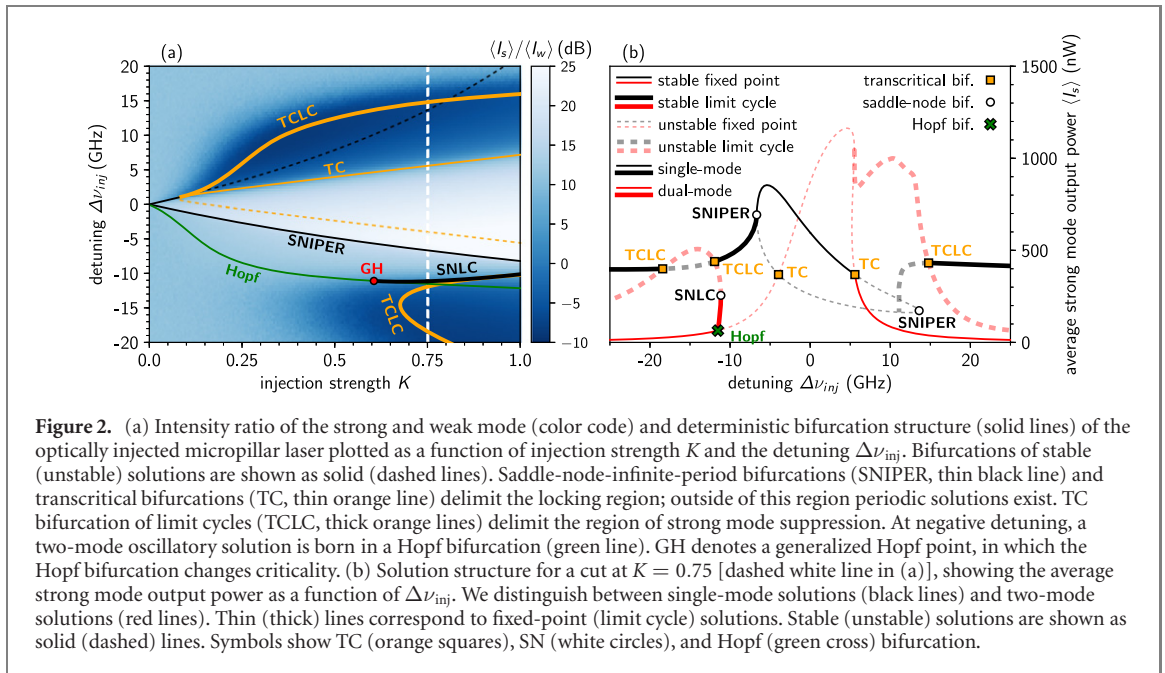 (a)
⟨I_s⟩/⟨I_w⟩ (dB)
20
15
10
5
0
−5
−10
−15
−20
detuning Δν_inj (GHz)
TCLC
TC
SNIPER
Hopf
GH
SNLC
TCLC
0.0
0.25
0.50
0.75
1.0
injection strength K
25
20
15
10
5
0
−5
−10
(b)
stable fixed point
stable limit cycle
unstable fixed point
unstable limit cycle
single-mode
dual-mode
transcritical bif.
saddle-node bif.
Hopf bif.
SNIPER
TCLC
TCLC
TC
TC
TCLC
SNLC
SNIPER
Hopf
−20
−10
0
10
20
detuning Δν_inj (GHz)
1500
1000
500
0
average strong mode output power ⟨I_s⟩ (nW)
Figure 2. (a) Intensity ratio of the strong and weak mode (color code) and deterministic bifurcation structure (solid lines) of the
optically injected micropillar laser plotted as a function of injection strength K and the detuning Δν_inj. Bifurcations of stable
(unstable) solutions are shown as solid (dashed lines). Saddle-node-infinite-period bifurcations (SNIPER, thin black line) and
transcritical bifurcations (TC, thin orange line) delimit the locking region; outside of this region periodic solutions exist. TC
bifurcation of limit cycles (TCLC, thick orange lines) delimit the region of strong mode suppression. At negative detuning, a
two-mode oscillatory solution is born in a Hopf bifurcation (green line). GH denotes a generalized Hopf point, in which the
Hopf bifurcation changes criticality. (b) Solution structure for a cut at K = 0.75 [dashed white line in (a)], showing the average
strong mode output power as a function of Δν_inj. We distinguish between single-mode solutions (black lines) and two-mode
solutions (red lines). Thin (thick) lines correspond to fixed-point (limit cycle) solutions. Stable (unstable) solutions are shown as
solid (dashed) lines. Symbols show TC (orange squares), SN (white circles), and Hopf (green cross) bifurcation.